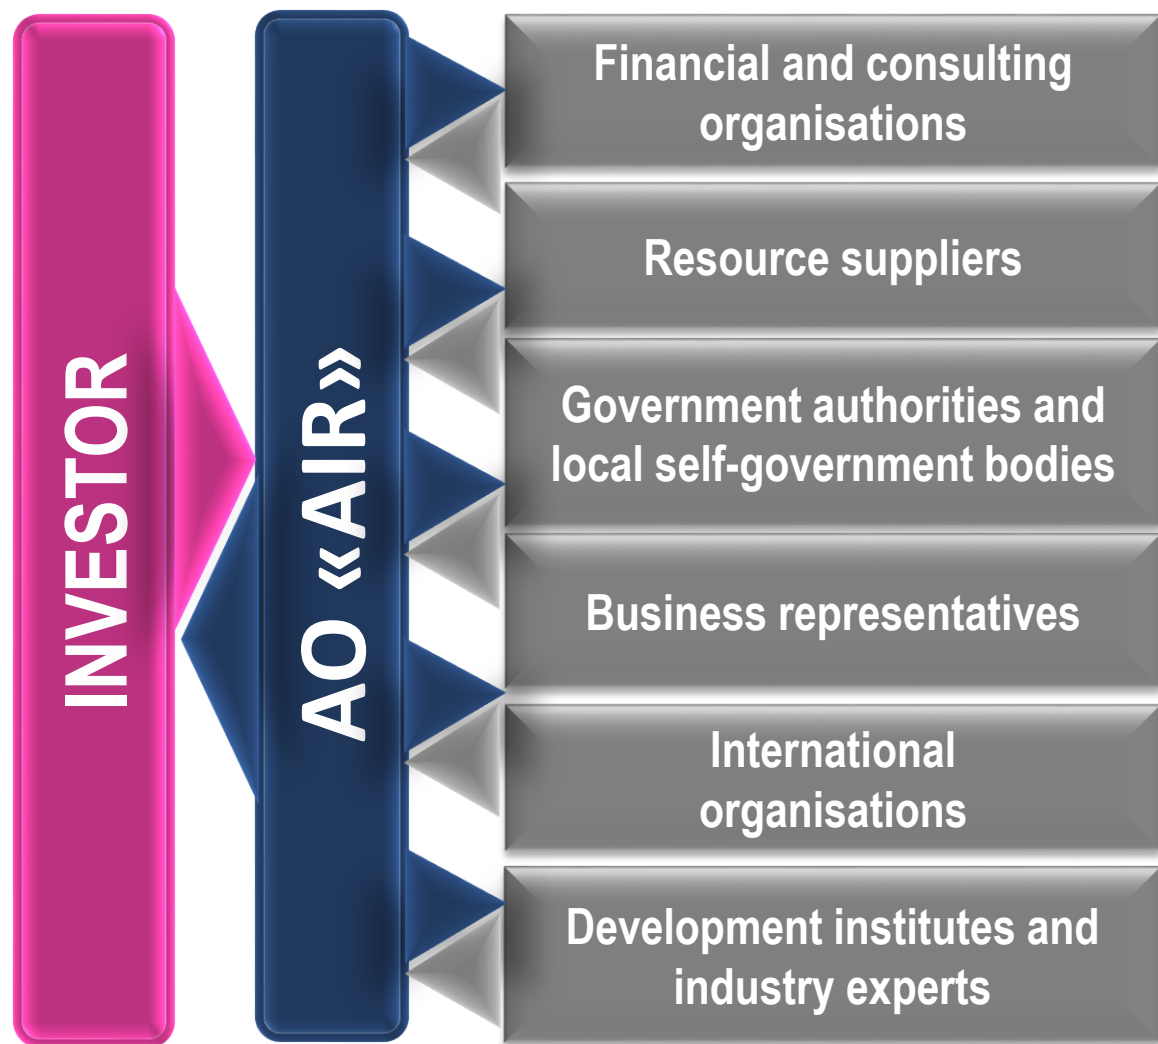 INVESTOR
AO «AIR»
Financial and consulting
organisations
Resource suppliers
Government authorities and
local self-government bodies
Business representatives
International
organisations
Development institutes and
industry experts